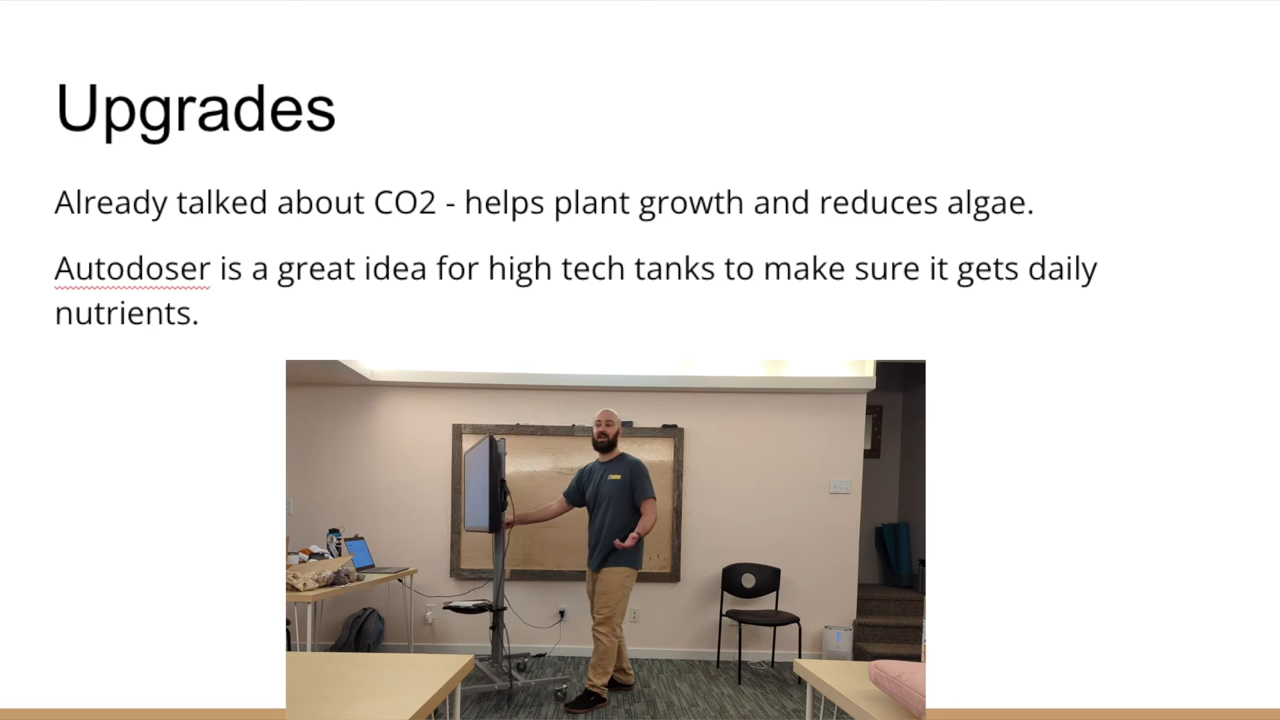 Upgrades
Already talked about CO2 - helps plant growth and reduces algae.
Autodoser is a great idea for high tech tanks to make sure it gets daily
nutrients.